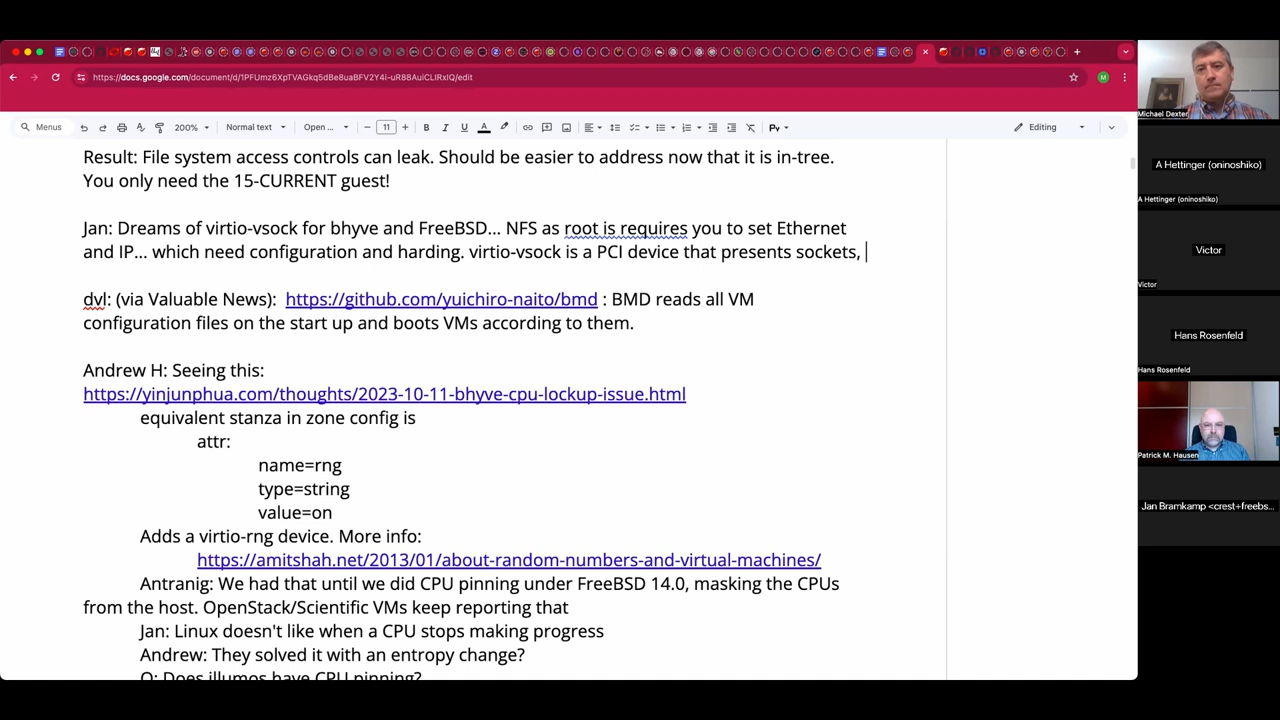 https://docs.google.com/document/d/1PFUmz6XpTVAGkq5dBe8uaBFV2Y4i-uR88AuiCLIRxIQ/edit
M
Menus
200%
Normal text
Open ...
11
Editing
Result: File system access controls can leak. Should be easier to address now that it is in-tree.
You only need the 15-CURRENT guest!
Jan: Dreams of virtio-vsock for bhyve and FreeBSD... NFS as root is requires you to set Ethernet
and IP... which need configuration and harding. virtio-vsock is a PCI device that presents sockets,
dvl: (via Valuable News): https://github.com/yuichiro-naito/bmd : BMD reads all VM
configuration files on the start up and boots VMs according to them.
Andrew H: Seeing this:
https://yinjunphua.com/thoughts/2023-10-11-bhyve-cpu-lockup-issue.html
equivalent stanza in zone config is
attr:
name=rng
type=string
value=on
Adds a virtio-rng device. More info:
https://amitshah.net/2013/01/about-random-numbers-and-virtual-machines/
Antranig: We had that until we did CPU pinning under FreeBSD 14.0, masking the CPUs
from the host. OpenStack/Scientific VMs keep reporting that
Jan: Linux doesn't like when a CPU stops making progress
Andrew: They solved it with an entropy change?
Q: Does illumos have CPU pinning?
Michael Dexter
A Hettinger (oninoshiko)
A Hettinger (oninoshiko)
Victor
Victor
Hans Rosenfeld
Hans Rosenfeld
Patrick M. Hausen
Jan Bramkamp <crest+freebs...